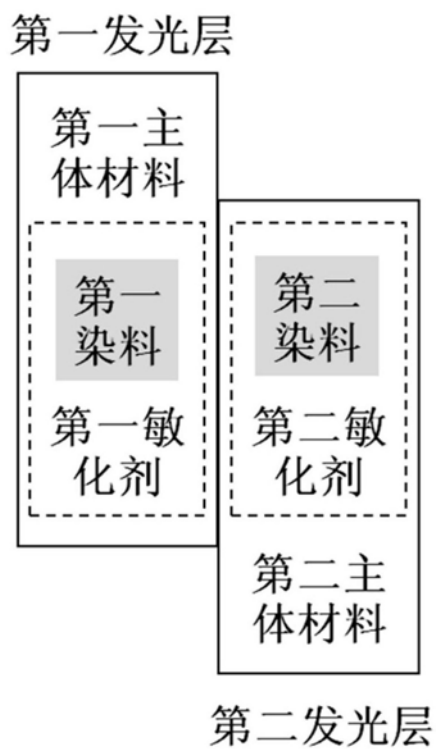 第一发光层
第一主
体材料
第一
染料
第一敏
化剂
第二
染料
第二敏
化剂
第二主
体材料
第二发光层